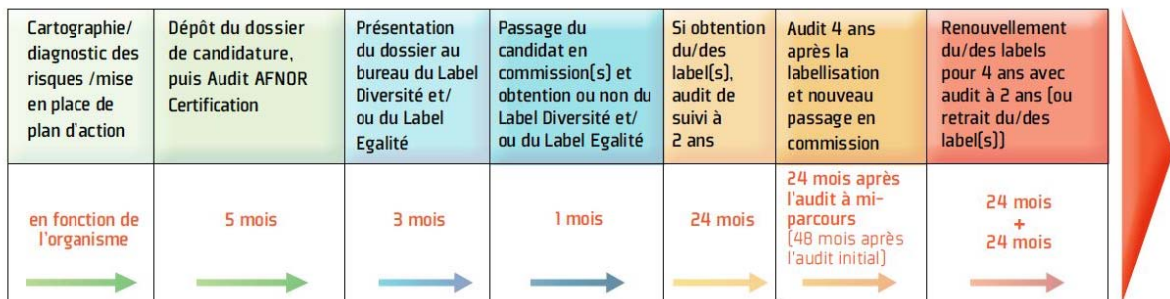 Cartographie/
diagnostic des
risques /mise
en place de
plan d'action
Dépôt du dossier
de candidature,
puis Audit AFNOR
Certification
Présentation
du dossier au
bureau du Label
Diversité et/
ou du Label
Egalité
Passage du
candidat en
commission(s) et
obtention ou non du
Label Diversité et/
ou du Label Egalité
Si obtention
du/des
label(s),
audit de
suivi à
2 ans
Audit 4 ans
après la
labellisation
et nouveau
passage en
commission
Renouvellement
du/des labels
pour 4 ans avec
audit à 2 ans (ou
retrait du/des
label(s))
en fonction de
l'organisme
5 mois
3 mois
1 mois
24 mois
24 mois après
l'audit à mi-
parcours
(48 mois après
l'audit initial)
24 mois
+
24 mois